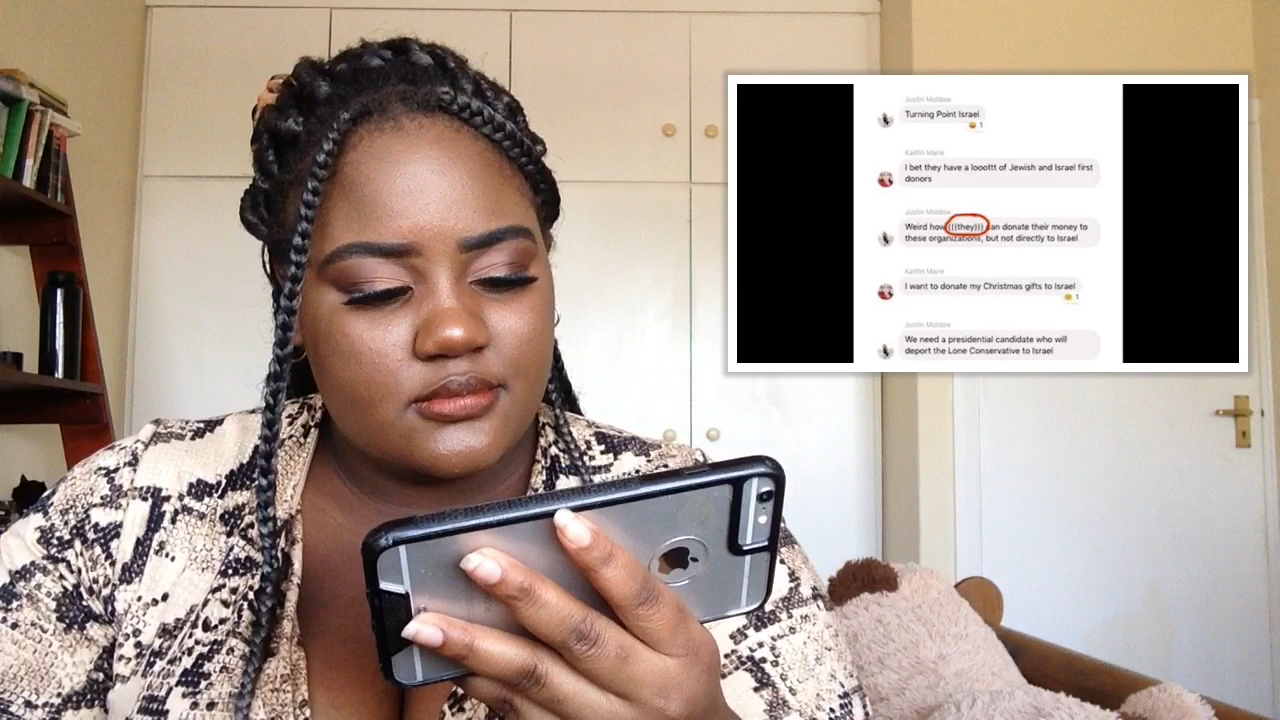 Justin Moldow
Turning Point Israel
1
Kaitlin Marie
I bet they have a looottt of Jewish and Israel first
donors
Justin Moldow
Weird how (((they))) can donate their money to
these organizations, but not directly to Israel
Kaitlin Marie
I want to donate my Christmas gifts to Israel
1
Justin Moldow
We need a presidential candidate who will
deport the Lone Conservative to Israel